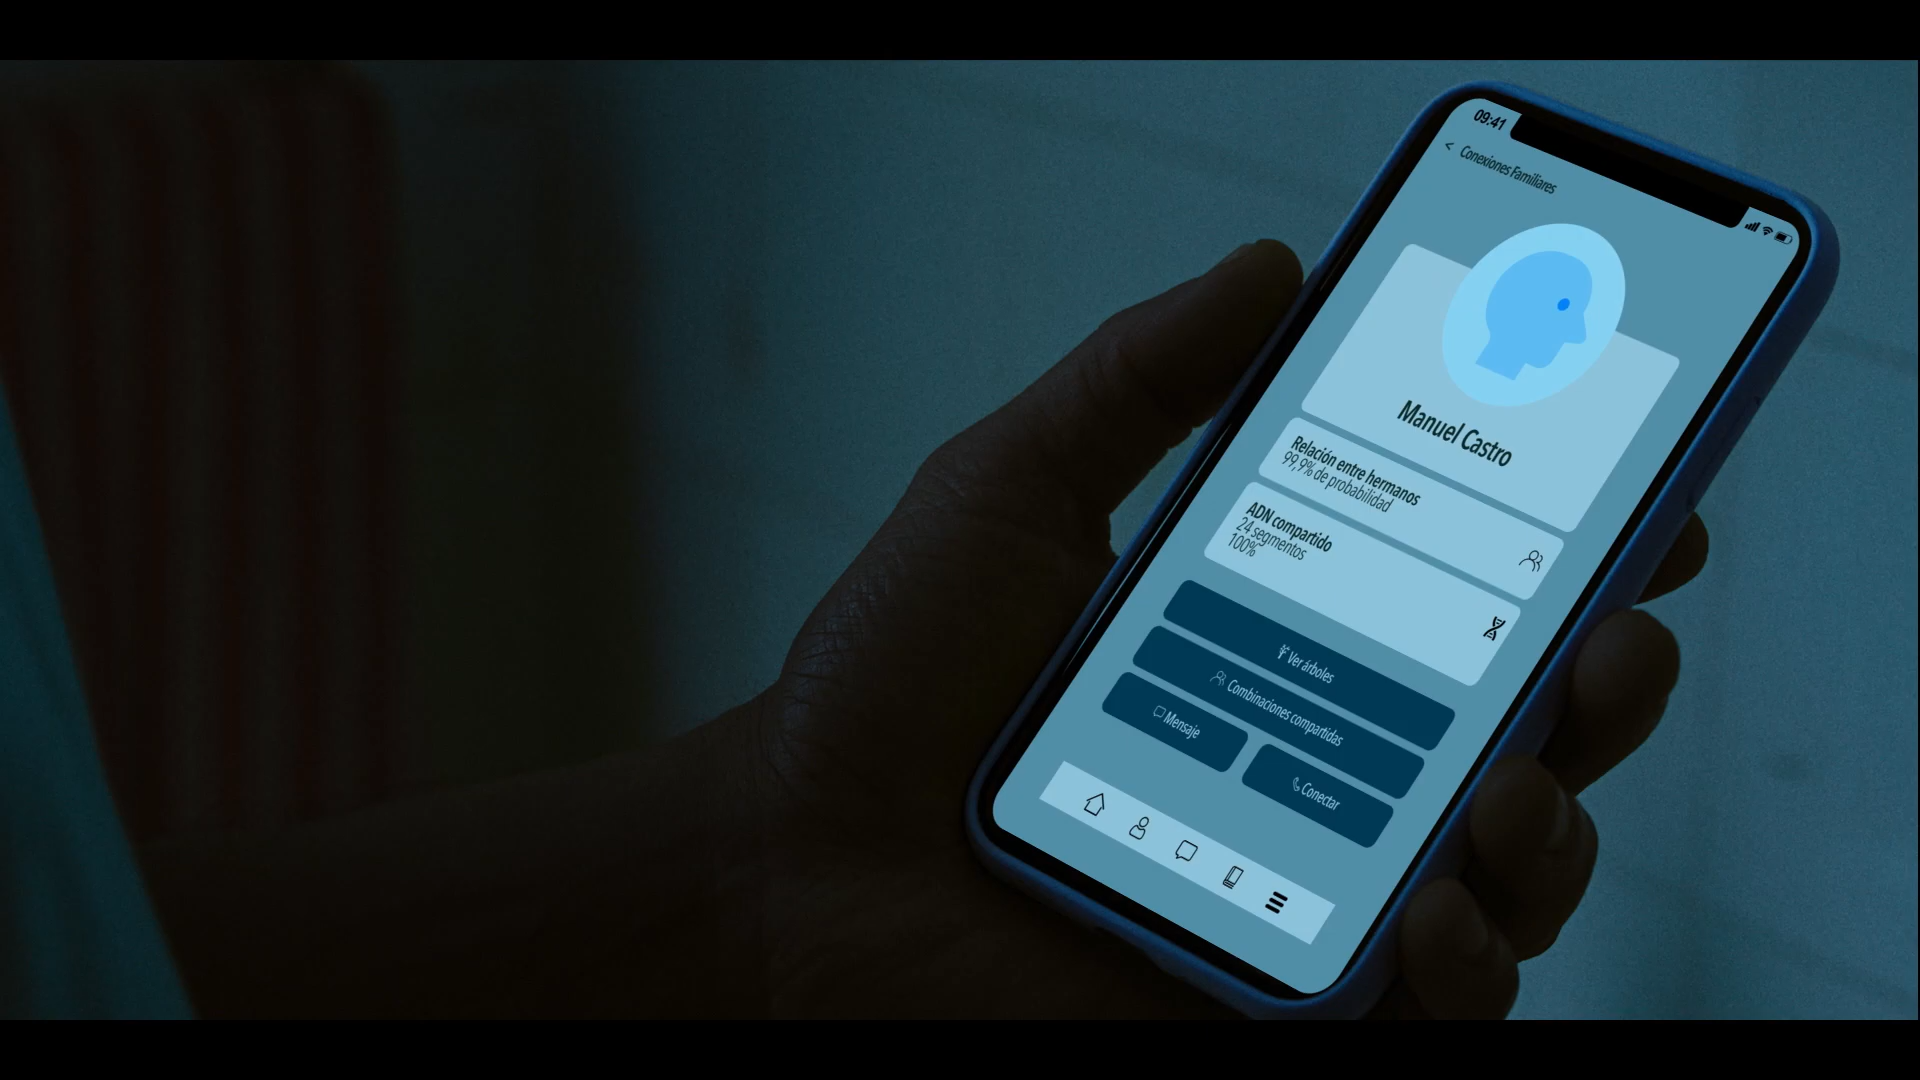 09:41
< Conexiones Familiares
Manuel Castro
Relación entre hermanos
99,9% de probabilidad
ADN compartido
24 segmentos
100%
Ver árboles
Combinaciones compartidas
Mensaje
Conectar